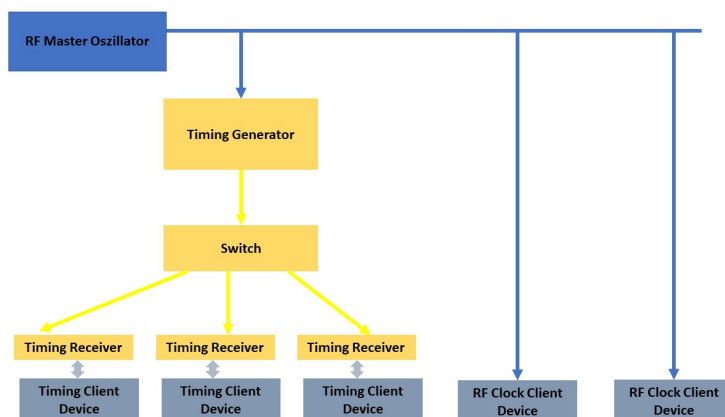 RF Master Oszillator
Timing Generator
Switch
Timing Receiver
Timing Receiver
Timing Receiver
Timing Client
Device
Timing Client
Device
Timing Client
Device
RF Clock Client
Device
RF Clock Client
Device